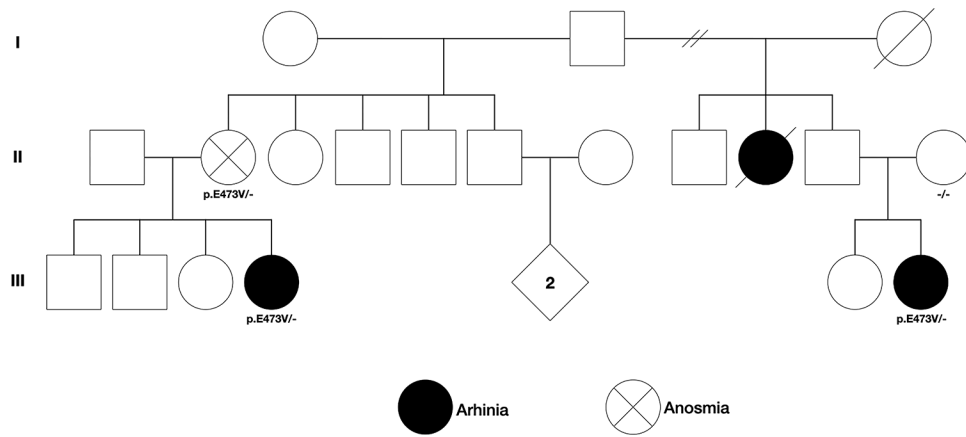 I
II
p.E473V/-
-/-
III
2
p.E473V/-
p.E473V/-
Arhinia
Anosmia